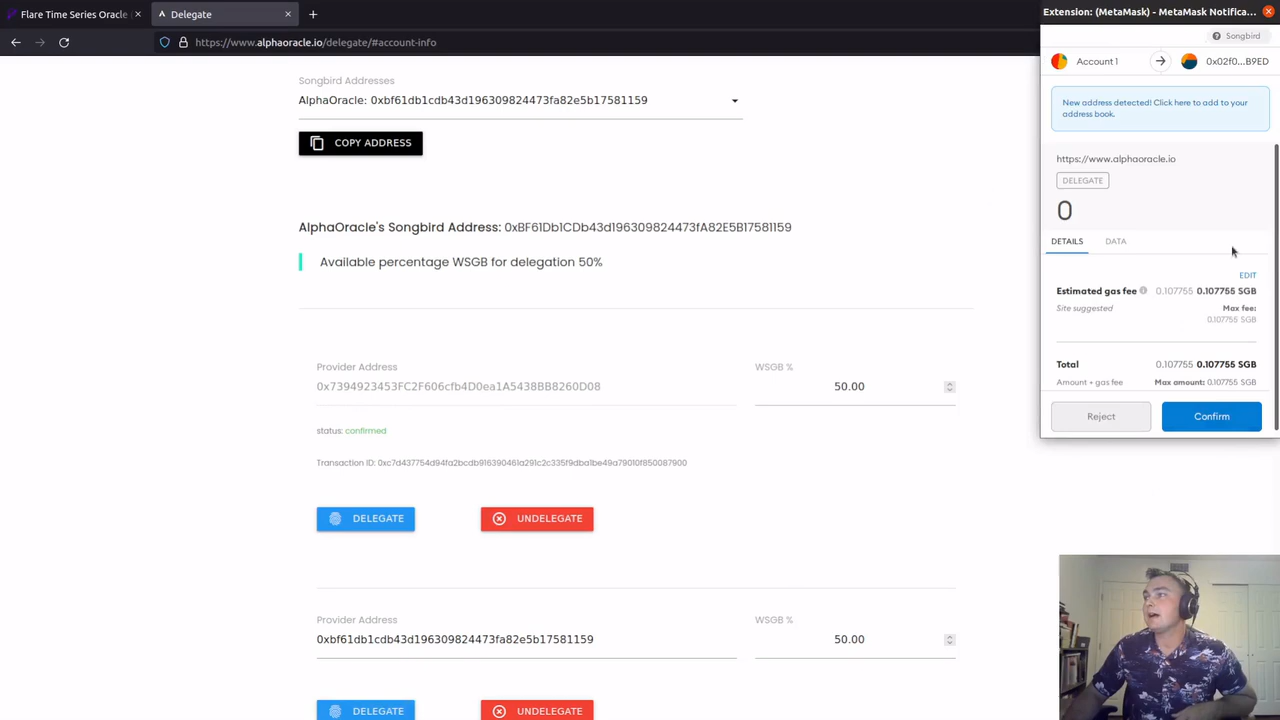 Flare Time Series Oracle |
Delegate
https://www.alphaoracle.io/delegate/#account-info
Songbird Addresses
AlphaOracle: 0xbf61db1cdb43d196309824473fa82e5b17581159
COPY ADDRESS
AlphaOracle's Songbird Address: 0xBF61Db1CDb43d196309824473fA82E5B17581159
Available percentage WSGB for delegation 50%
Provider Address
WSGB %
0x7394923453FC2F606cfb4D0ea1A5438BB8260D08
50.00
status: confirmed
Transaction ID: 0xc7d437754d94fa2bcdb916390461a291c2c335f9dba1be49a79010f850087900
DELEGATE
UNDELEGATE
Provider Address
WSGB %
0xbf61db1cdb43d196309824473fa82e5b17581159
50.00
DELEGATE
UNDELEGATE
Extension: (MetaMask) - MetaMask Notifica...
Songbird
Account 1
0x02f0...B9ED
New address detected! Click here to add to your
address book.
https://www.alphaoracle.io
DELEGATE
0
DETAILS
DATA
EDIT
Estimated gas fee
0.107755 0.107755 SGB
Site suggested
Max fee:
0.107755 SGB
Total
0.107755 0.107755 SGB
Amount + gas fee
Max amount: 0.107755 SGB
Reject
Confirm